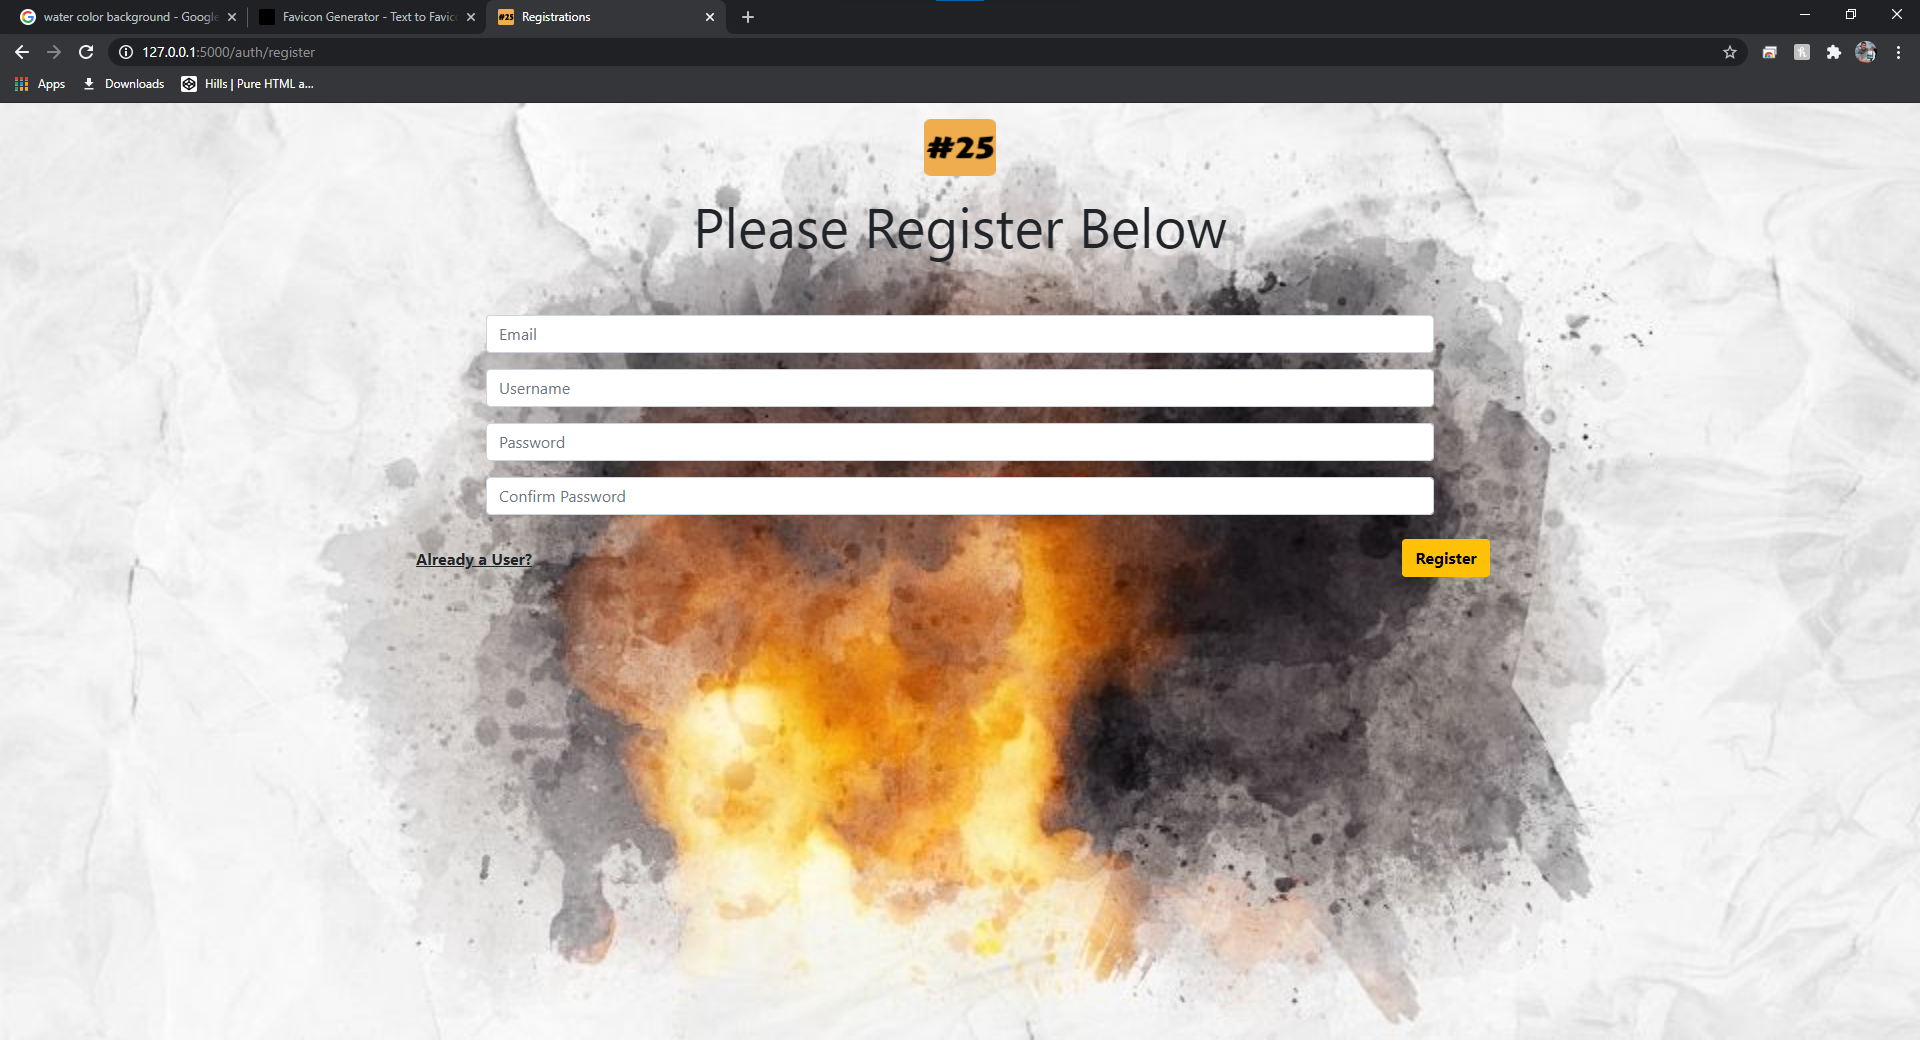 water color background - Google
Favicon Generator - Text to Favic
#25 Registrations
127.0.0.1:5000/auth/register
Apps Downloads Hills | Pure HTML a...
#25
Please Register Below
Email
Username
Password
Confirm Password
Already a User? Register